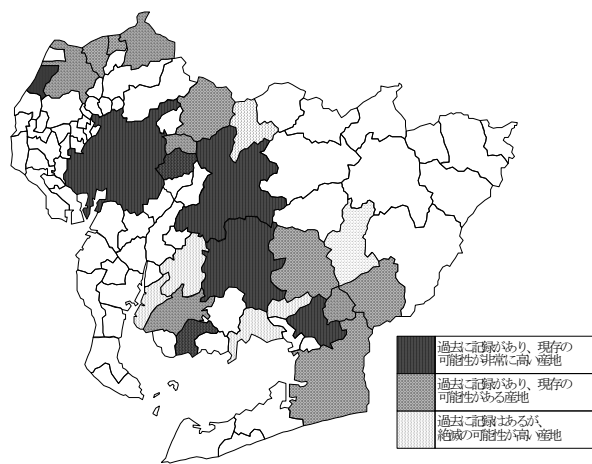 過去に記録があり、現存の
可能性が非常に高い産地
過去に記録があり、現存の
可能性がある産地
過去に記録はあるが、
絶滅の可能性が高い産地